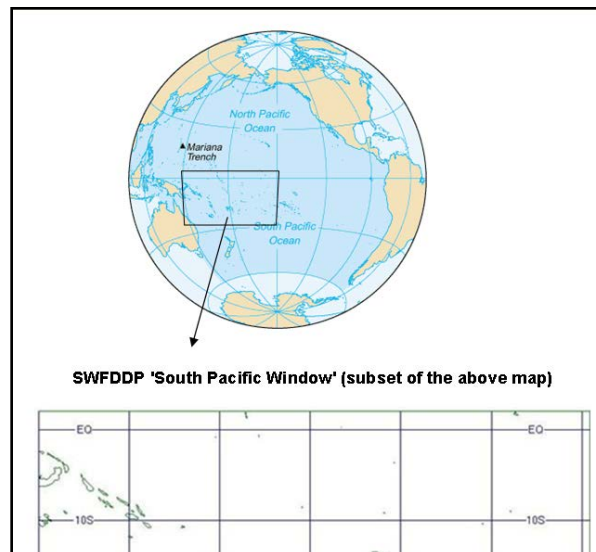 North Pacific
Ocean
Mariana
Trench
South Pacific
Ocean
SWFDDP 'South Pacific Window' (subset of the above map)
EQ EQ
10S 10S